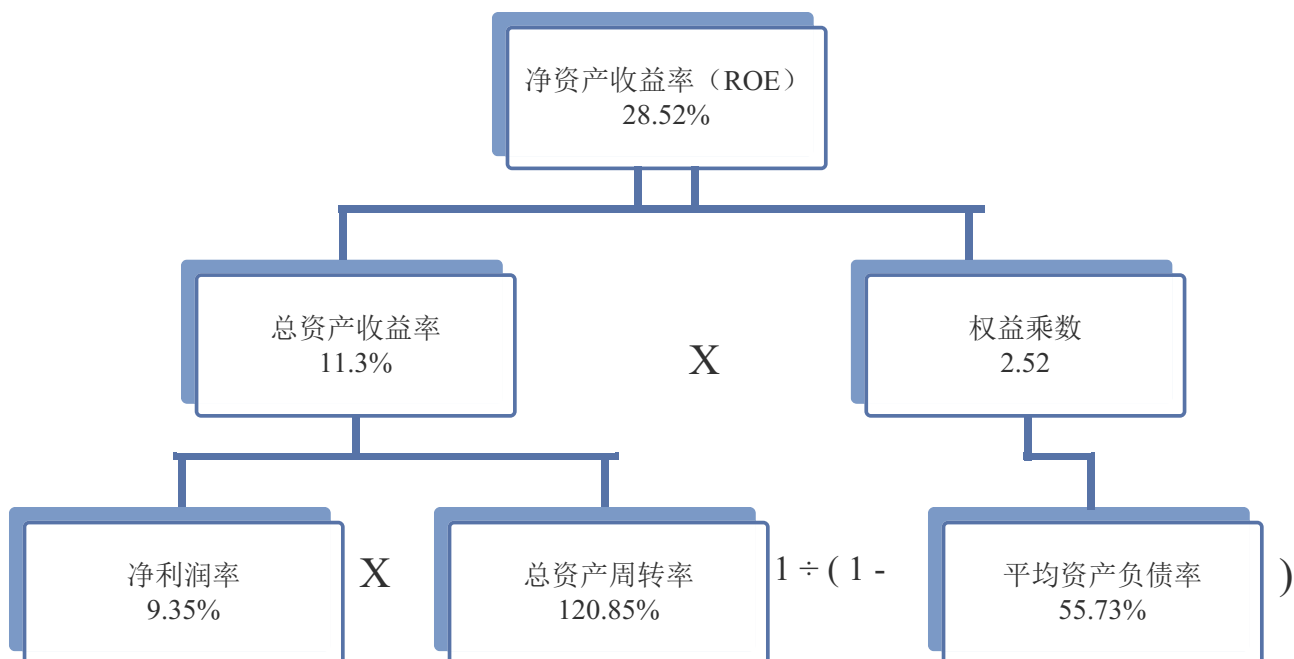 净资产收益率（ROE）
28.52%
总资产收益率
11.3%
X
权益乘数
2.52
净利润率
9.35%
X
总资产周转率
120.85%
1 ÷ ( 1 -
平均资产负债率
55.73%
)